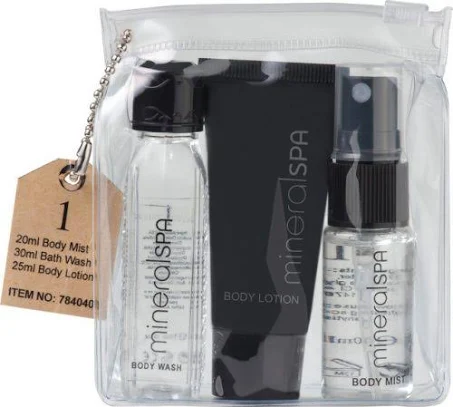 1
20ml Body Mist
30ml Bath Wash
25ml Body Lotion
ITEM NO: 7840401
mineralSPA
BODY WASH
mineralSPA
BODY LOTION
mineralSPA
BODY MIST